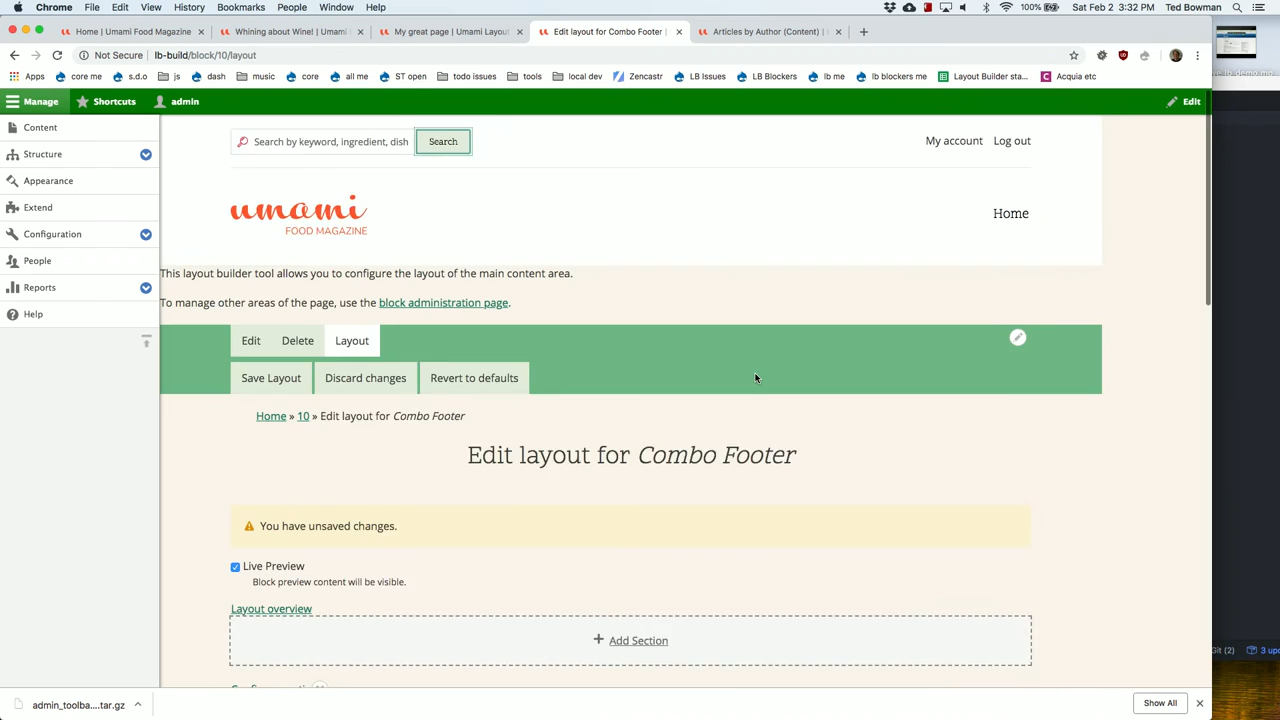 Chrome File Edit View History Bookmarks People Window Help 100% Sat Feb 2 3:32 PM Ted Bowman
Home | Umami Food Magazine
Whining about Wine! | Umami
My great page | Umami Layou
Edit layout for Combo Footer |
Articles by Author (Content) |
Not Secure lb-build/block/10/layout
Apps core me s.d.o js dash music core all me ST open todo issues tools local dev Zencastr LB Issues LB Blockers lb me lb blockers me Layout Builder sta... Acquia etc
Manage Shortcuts admin Edit
Content
Structure
Appearance
Extend
Configuration
People
Reports
Help
Search by keyword, ingredient, dish Search My account Log out
umami
FOOD MAGAZINE
Home
This layout builder tool allows you to configure the layout of the main content area.
To manage other areas of the page, use the block administration page.
Edit Delete Layout
Save Layout Discard changes Revert to defaults
Home » 10 » Edit layout for Combo Footer
Edit layout for Combo Footer
You have unsaved changes.
Live Preview
Block preview content will be visible.
Layout overview
+ Add Section
Git (2) 3 up
admin_toolba....tar.gz Show All